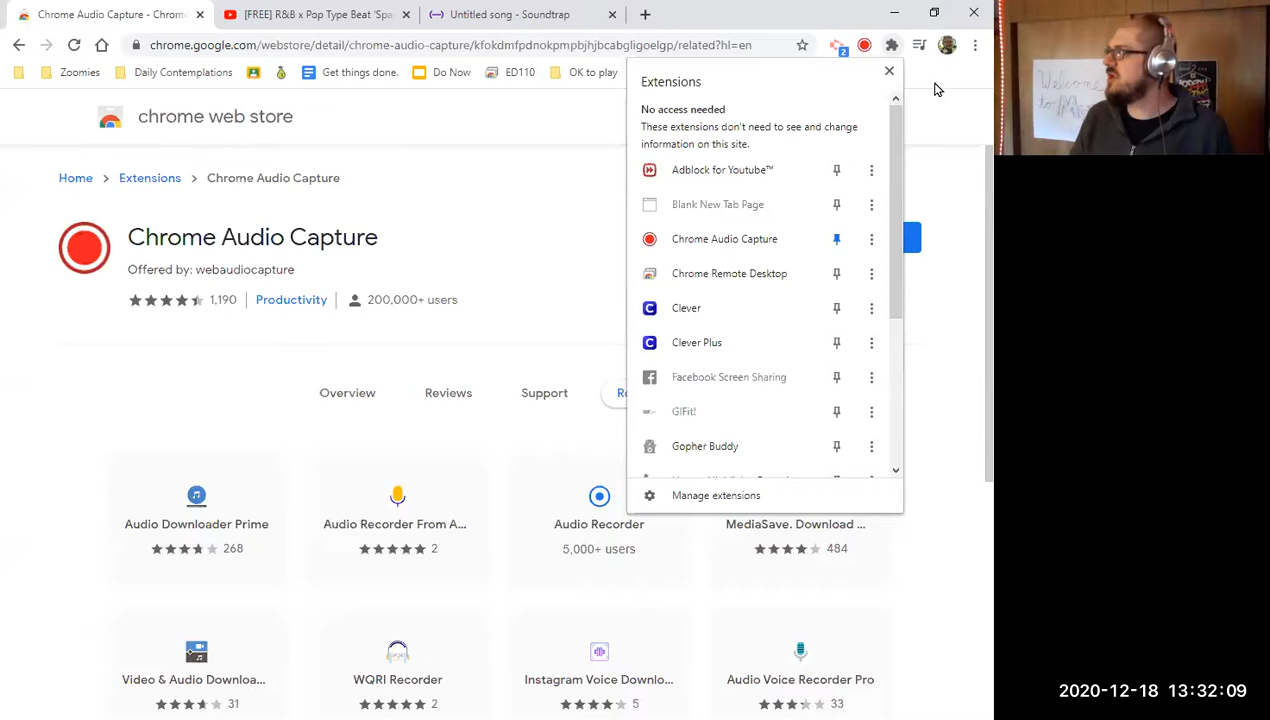 Chrome Audio Capture - Chrom
[FREE] R&B x Pop Type Beat 'Spa
Untitled song - Soundtrap
chrome.google.com/webstore/detail/chrome-audio-capture/kfokdmfpdnokpmpbjhjbcabgligoelgp/related?hl=en
2
Zoomies
Daily Contemplations
Get things done.
Do Now
ED110
OK to play
Extensions
No access needed
These extensions don't need to see and change
information on this site.
Adblock for Youtube™
Blank New Tab Page
Chrome Audio Capture
Chrome Remote Desktop
Clever
Clever Plus
Facebook Screen Sharing
GIFit!
Gopher Buddy
Manage extensions
chrome web store
Home
Extensions
Chrome Audio Capture
Chrome Audio Capture
Offered by: webaudiocapture
1,190
Productivity
200,000+ users
Overview
Reviews
Support
Audio Downloader Prime
268
Audio Recorder From A...
2
Audio Recorder
5,000+ users
MediaSave. Download ...
484
Video & Audio Downloa...
31
WQRI Recorder
2
Instagram Voice Downlo...
5
Audio Voice Recorder Pro
33
Welcome
to
2020-12-18 13:32:09